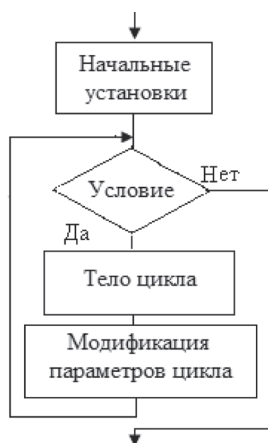 Начальные
установки
Условие
Нет
Да
Тело цикла
Модификация
параметров цикла